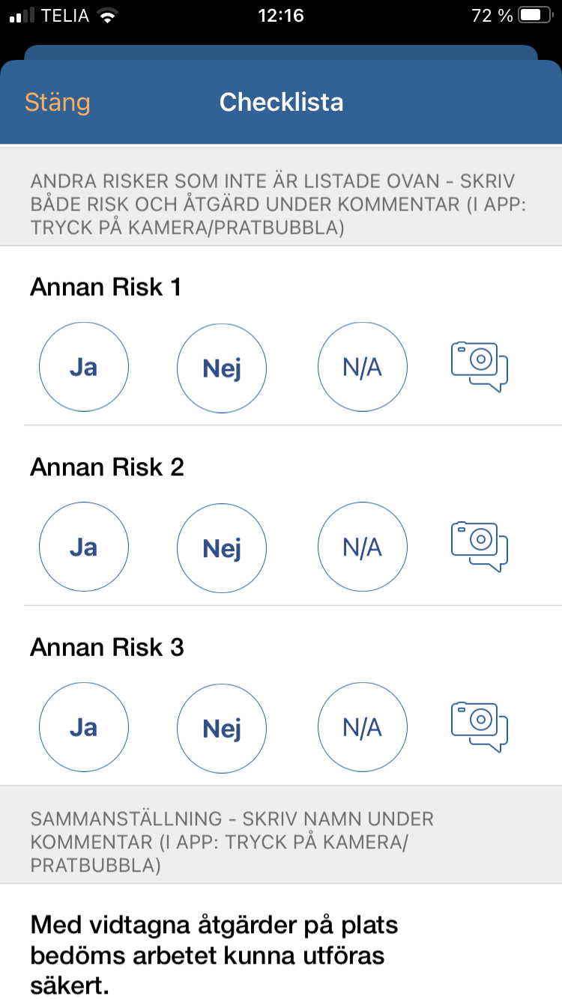 TELIA 12:16 72 %
Stäng Checklista
ANDRA RISKER SOM INTE ÄR LISTADE OVAN - SKRIV
BÅDE RISK OCH ÅTGÄRD UNDER KOMMENTAR (I APP:
TRYCK PÅ KAMERA/PRATBUBBLA)
Annan Risk 1
Ja Nej N/A
Annan Risk 2
Ja Nej N/A
Annan Risk 3
Ja Nej N/A
SAMMANSTÄLLNING - SKRIV NAMN UNDER
KOMMENTAR (I APP: TRYCK PÅ KAMERA/
PRATBUBBLA)
Med vidtagna åtgärder på plats
bedöms arbetet kunna utföras
säkert.